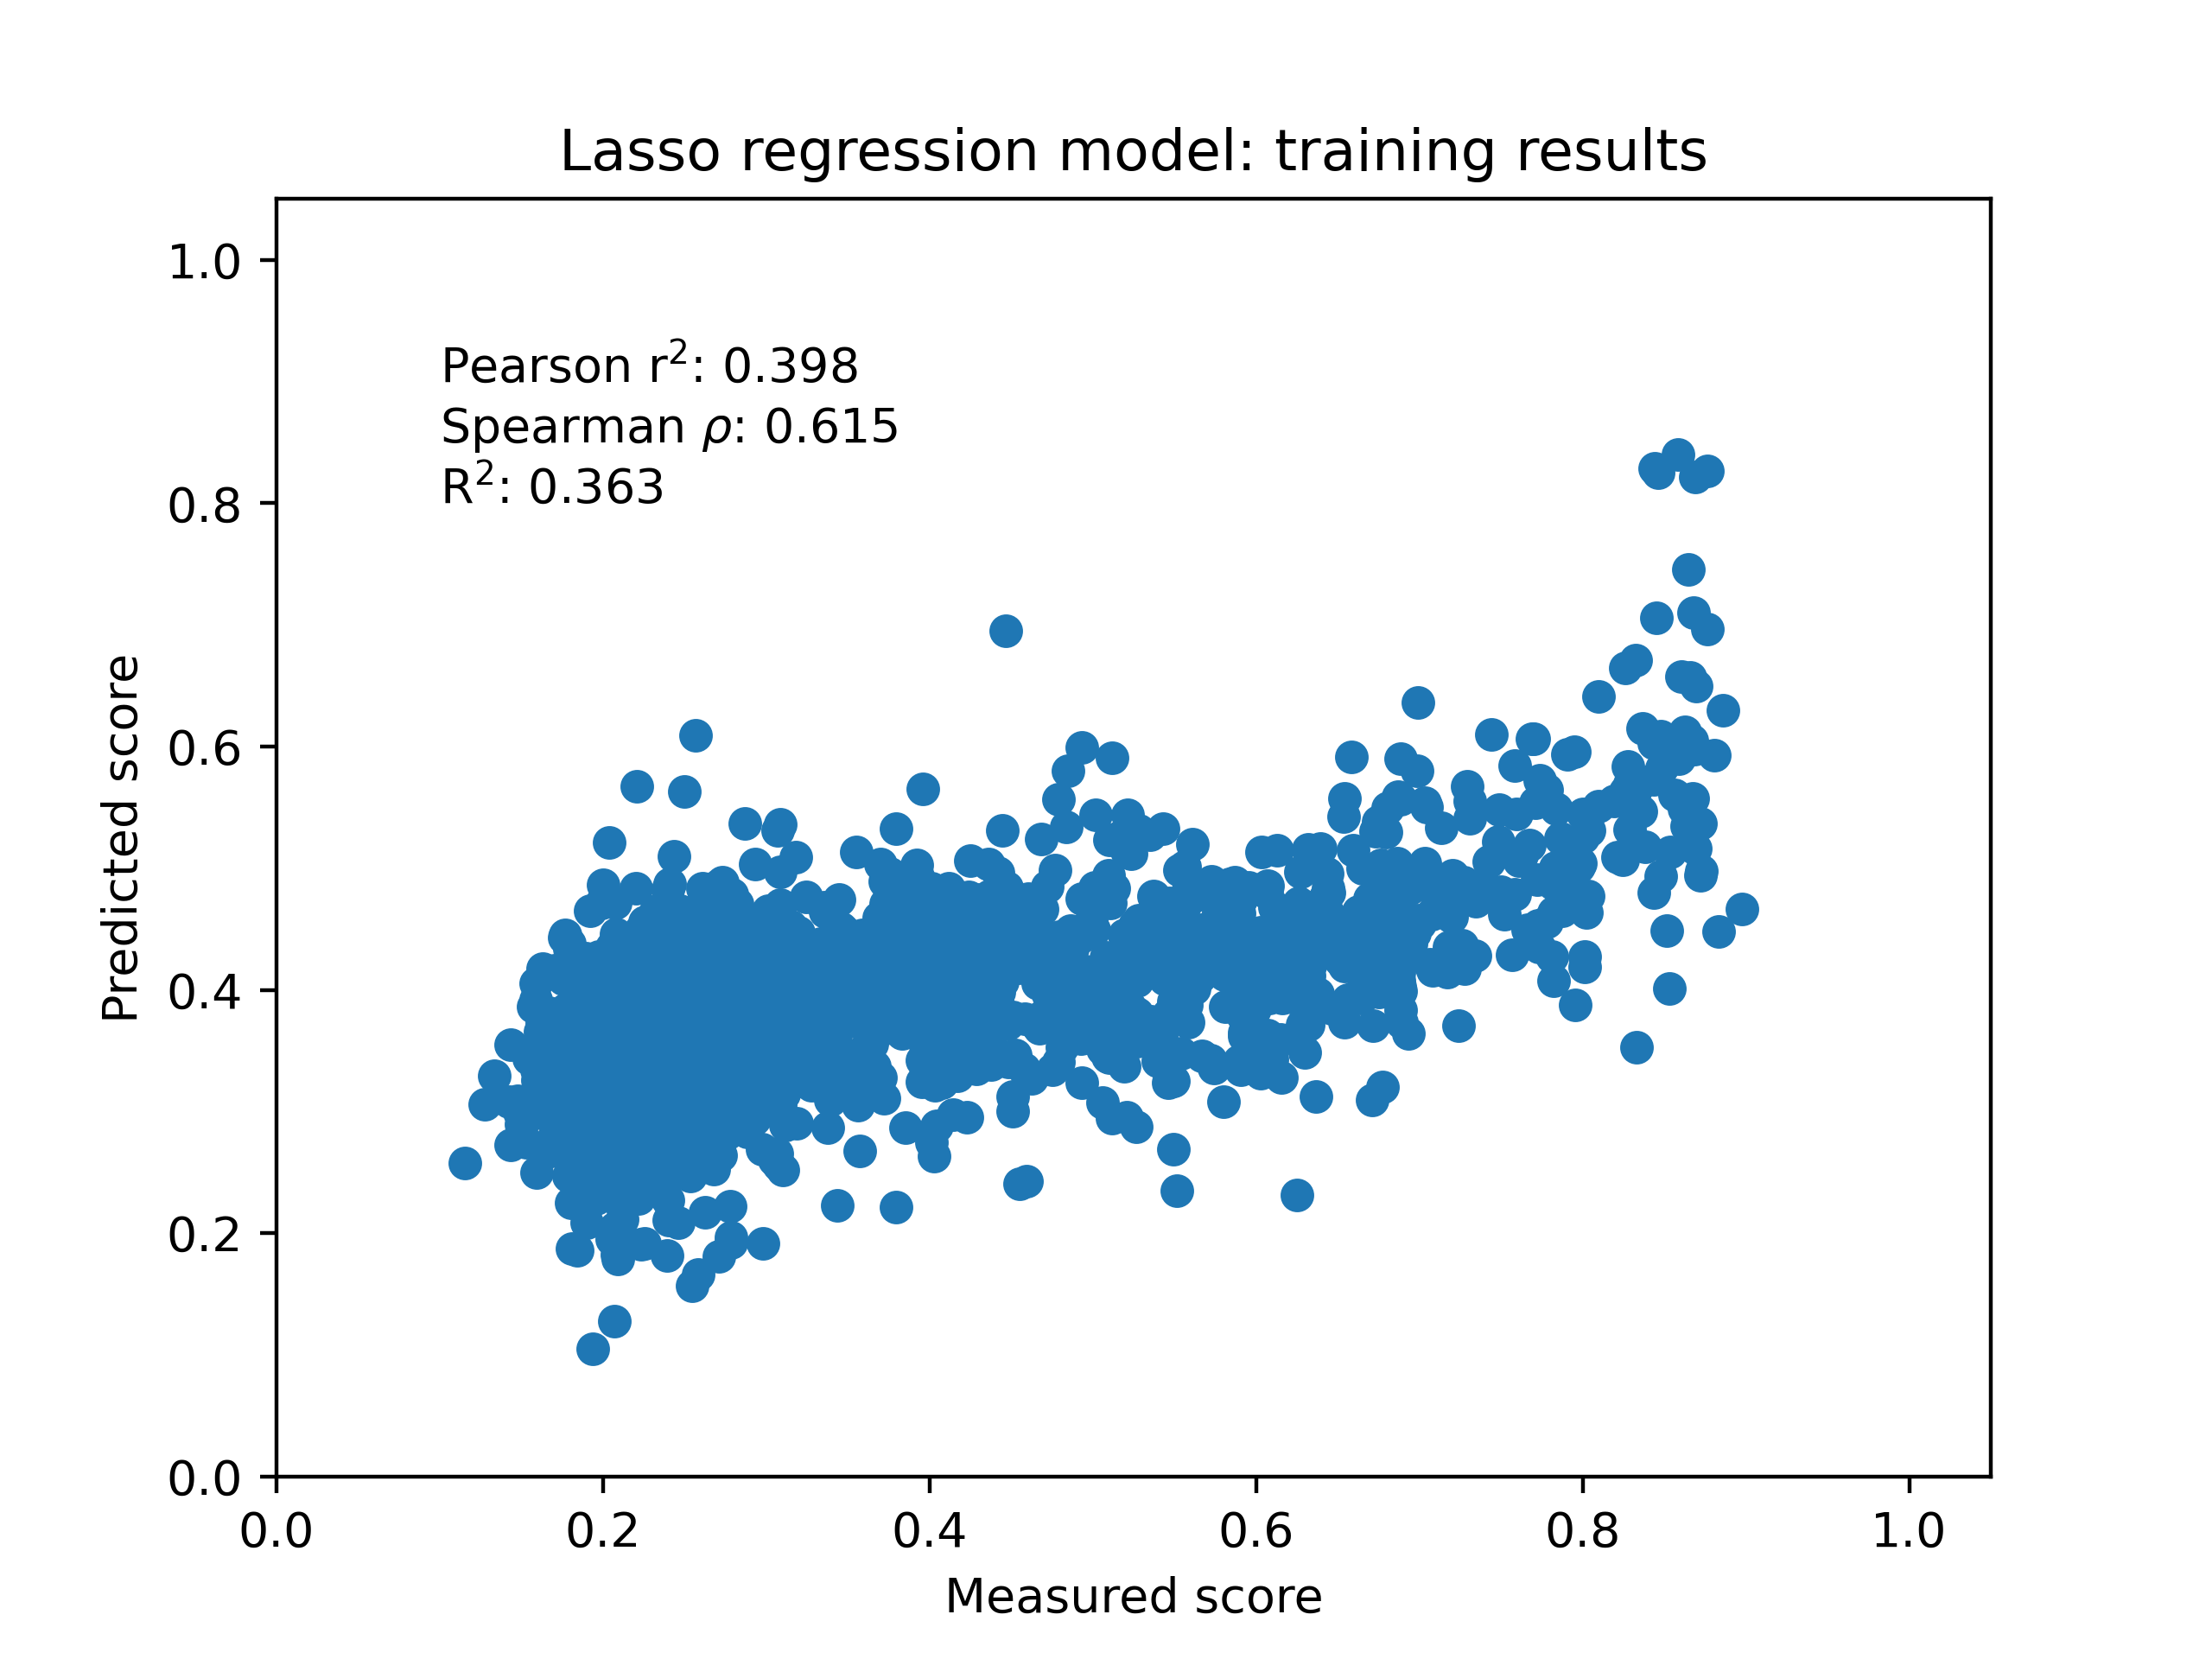 Lasso regression model: training results
Pearson r²: 0.398
Spearman ρ: 0.615
R²: 0.363
Predicted score
1.0
0.8
0.6
0.4
0.2
0.0
0.0 0.2 0.4 0.6 0.8 1.0
Measured score